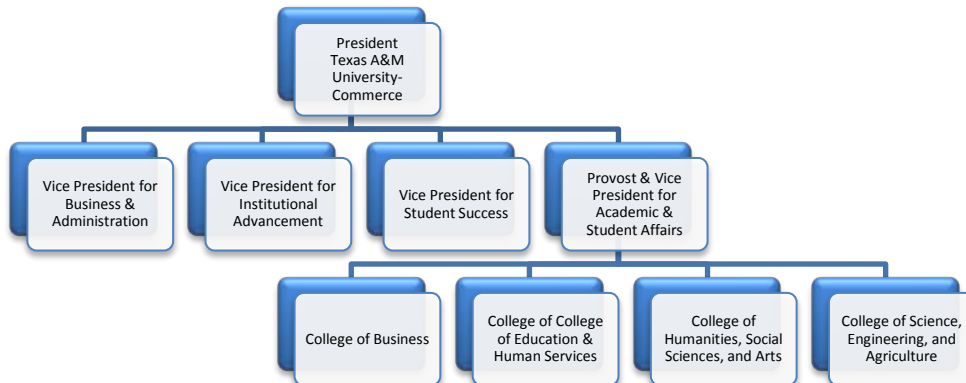 President
Texas A&M
University-
Commerce
Vice President for
Business &
Administration
Vice President for
Institutional
Advancement
Vice President for
Student Success
Provost & Vice
President for
Academic &
Student Affairs
College of Business
College of College
of Education &
Human Services
College of
Humanities, Social
Sciences, and Arts
College of Science,
Engineering, and
Agriculture